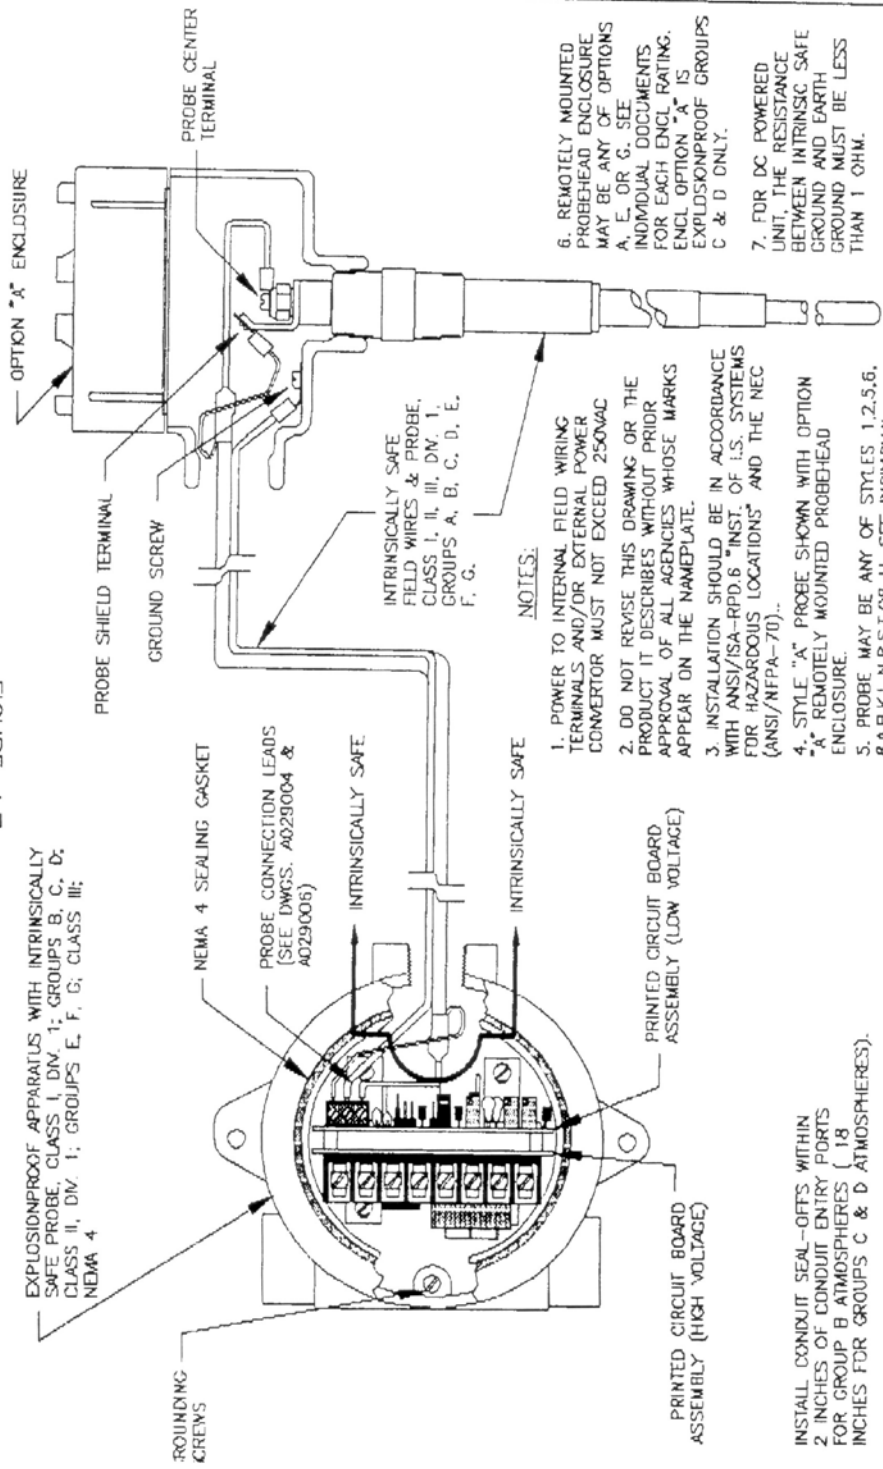 OPTION "A" ENCLOSURE
PROBE CENTER
TERMINAL
PROBE SHIELD TERMINAL
GROUND SCREW
EXPLOSIONPROOF APPARATUS WITH INTRINSICALLY
SAFE PROBE, CLASS I, DIV. 1; GROUPS B, C, D;
CLASS II, DIV. 1; GROUPS E, F, G; CLASS III;
NEMA 4
NEMA 4 SEALING GASKET
PROBE CONNECTION LEADS
(SEE DWGS. A029004 &
A029006)
INTRINSICALLY SAFE
INTRINSICALLY SAFE
INTRINSICALLY SAFE
FIELD WIRES & PROBE,
CLASS I, II, III, DIV. 1,
GROUPS A, B, C, D, E,
F, G.
ROUNDING
CREWS
PRINTED CIRCUIT BOARD
ASSEMBLY (HIGH VOLTAGE)
PRINTED CIRCUIT BOARD
ASSEMBLY (LOW VOLTAGE)
INSTALL CONDUIT SEAL-OFFS WITHIN
2 INCHES OF CONDUIT ENTRY PORTS
FOR GROUP B ATMOSPHERES ( 18
INCHES FOR GROUPS C & D ATMOSPHERES).
NOTES:
1. POWER TO INTERNAL FIELD WIRING
TERMINALS AND/OR EXTERNAL POWER
CONVERTOR MUST NOT EXCEED 250VAC
2. DO NOT REVISE THIS DRAWING OR THE
PRODUCT IT DESCRIBES WITHOUT PRIOR
APPROVAL OF ALL AGENCIES WHOSE MARKS
APPEAR ON THE NAMEPLATE.
3. INSTALLATION SHOULD BE IN ACCORDANCE
WITH ANSI/ISA-RPD.6 "INST. OF I.S. SYSTEMS
FOR HAZARDOUS LOCATIONS" AND THE NEC
(ANSI/NFPA-70)..
4. STYLE "A" PROBE SHOWN WITH OPTION
"A" REMOTELY MOUNTED PROBEHEAD
ENCLOSURE.
5. PROBE MAY BE ANY OF STYLES 1,2,5,6,
6. REMOTELY MOUNTED
PROBEHEAD ENCLOSURE
MAY BE ANY OF OPTIONS
A, E, OR G. SEE
INDIVIDUAL DOCUMENTS
FOR EACH ENCL RATING.
ENCL OPTION "A" IS
EXPLOSIONPROOF GROUPS
C & D ONLY.
7. FOR DC POWERED
UNIT, THE RESISTANCE
BETWEEN INTRINSIC SAFE
GROUND AND EARTH
GROUND MUST BE LESS
THAN 1 OHM.